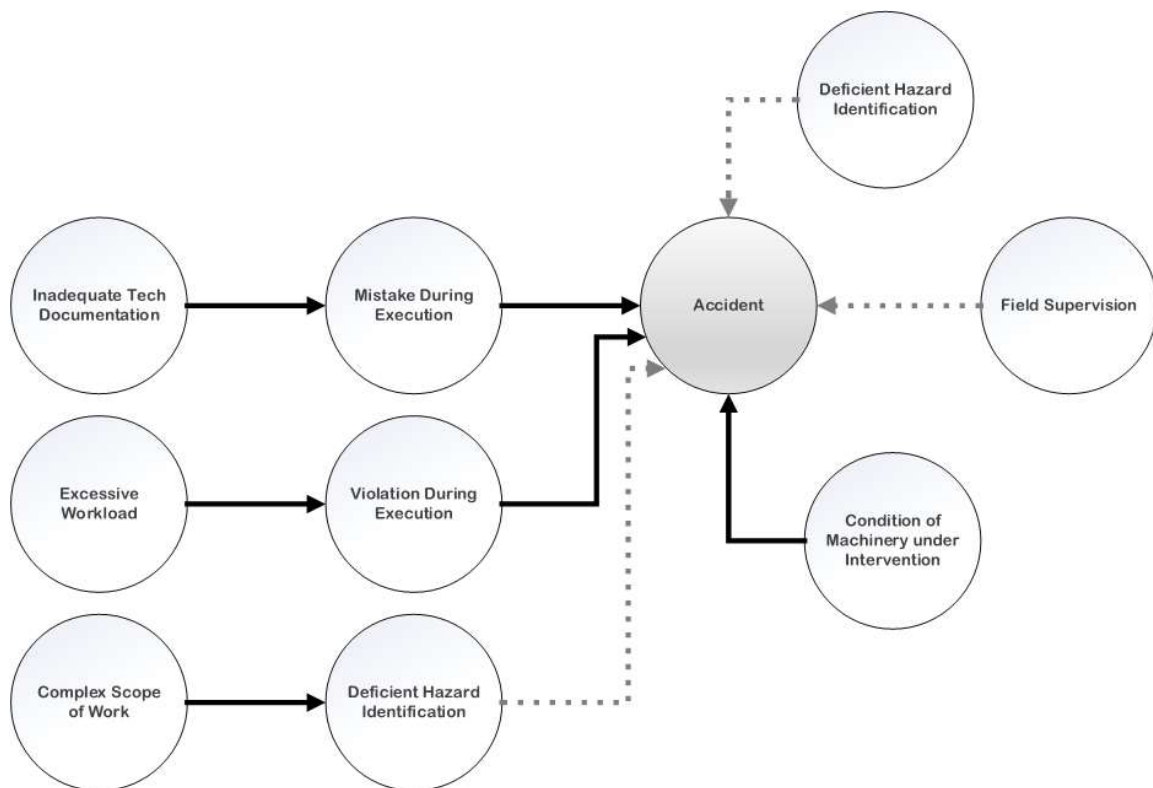 Deficient Hazard
Identification
Inadequate Tech
Documentation
Mistake During
Execution
Accident
Field Supervision
Excessive
Workload
Violation During
Execution
Condition of
Machinery under
Intervention
Complex Scope
of Work
Deficient Hazard
Identification